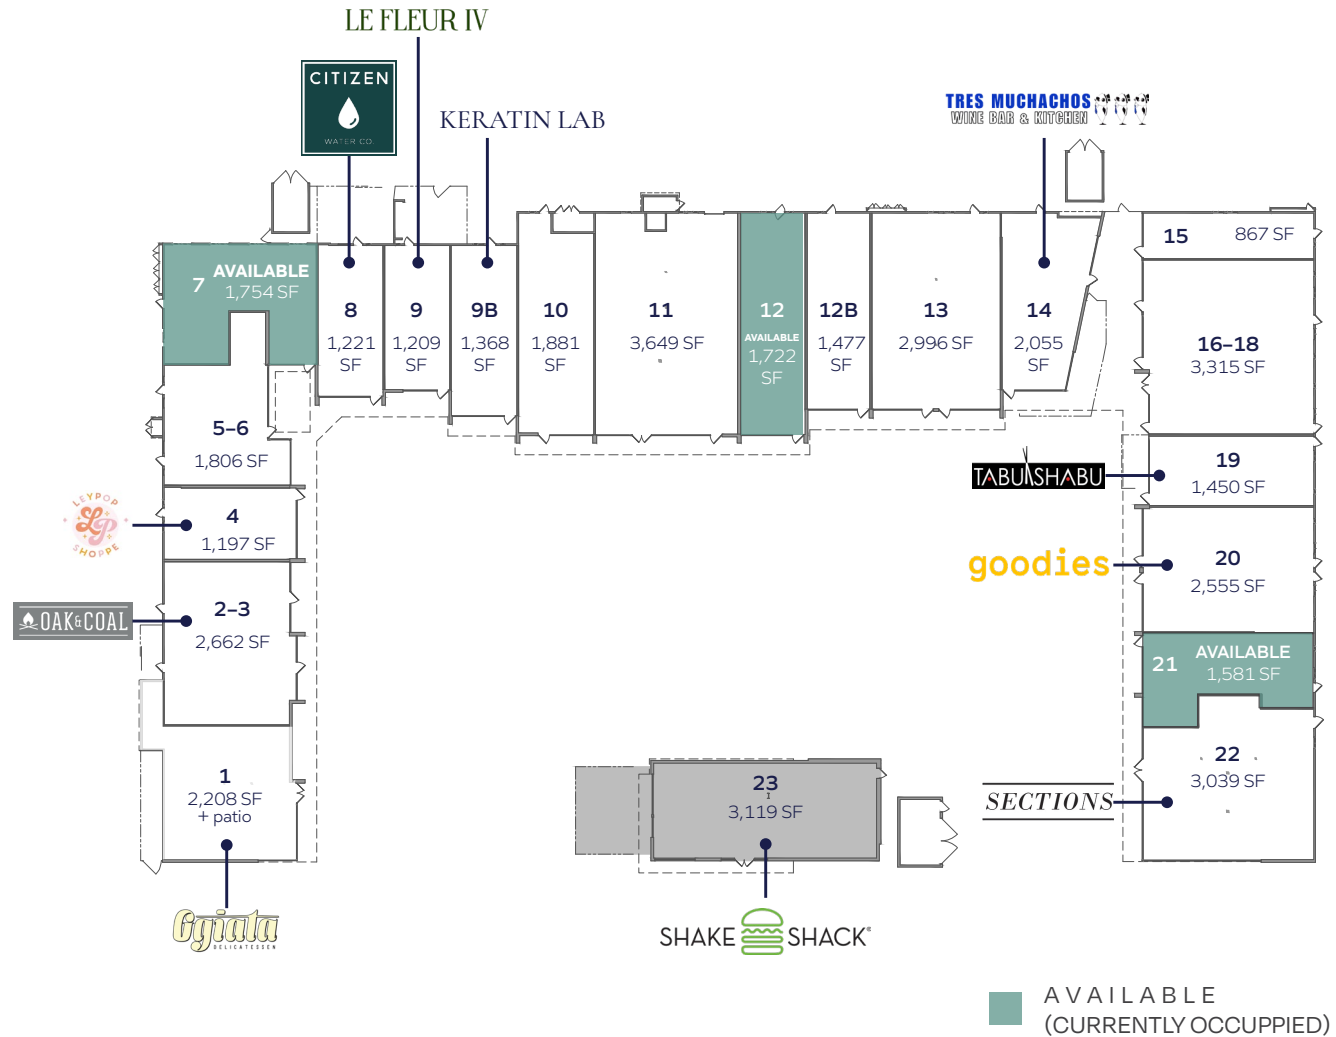 LE FLEUR IV
CITIZEN
WATER CO.
KERATIN LAB
TRES MUCHACHOS
WINE BAR & KITCHEN
7 AVAILABLE
1,754 SF
8
1,221
SF
9
1,209
SF
9B
1,368
SF
10
1,881
SF
11
3,649 SF
12
AVAILABLE
1,722
SF
12B
1,477
SF
13
2,996 SF
14
2,055
SF
15 867 SF
16–18
3,315 SF
5–6
1,806 SF
LEYPOP
LP
SHOPPE
4
1,197 SF
OAK&COAL
2–3
2,662 SF
1
2,208 SF
+ patio
Ogiata
DELICATESSEN
TABU SHABU
19
1,450 SF
goodies
20
2,555 SF
21 AVAILABLE
1,581 SF
SECTIONS
22
3,039 SF
23
3,119 SF
SHAKE SHACK
AVAILABLE
(CURRENTLY OCCUPPIED)